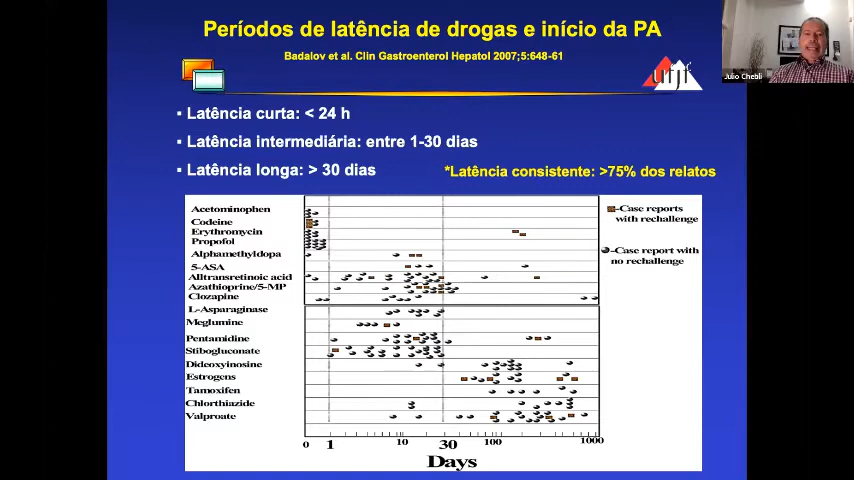 Períodos de latência de drogas e início da PA
Badalov et al. Clin Gastroenterol Hepatol 2007;5:648-61
ufjf
Julio Chebli
▪ Latência curta: < 24 h
▪ Latência intermediária: entre 1-30 dias
▪ Latência longa: > 30 dias
*Latência consistente: >75% dos relatos
Acetominophen
Codeine
Erythromycin
Propofol
Alphamethyldopa
5-ASA
Alltransretinoic acid
Azathioprine/5-MP
Clozapine
L-Asparaginase
Meglumine
Pentamidine
Stibogluconate
Dideoxyinosine
Estrogens
Tamoxifen
Chlorthiazide
Valproate
-Case reports
with rechallenge
-Case report with
no rechallenge
0 1 10 30 100 1000
Days